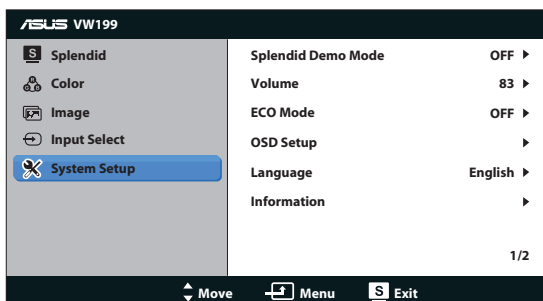 ASUS VW199
S Splendid
Color
Image
Input Select
System Setup
Splendid Demo Mode OFF
Volume 83
ECO Mode OFF
OSD Setup
Language English
Information
1/2
Move Menu S Exit